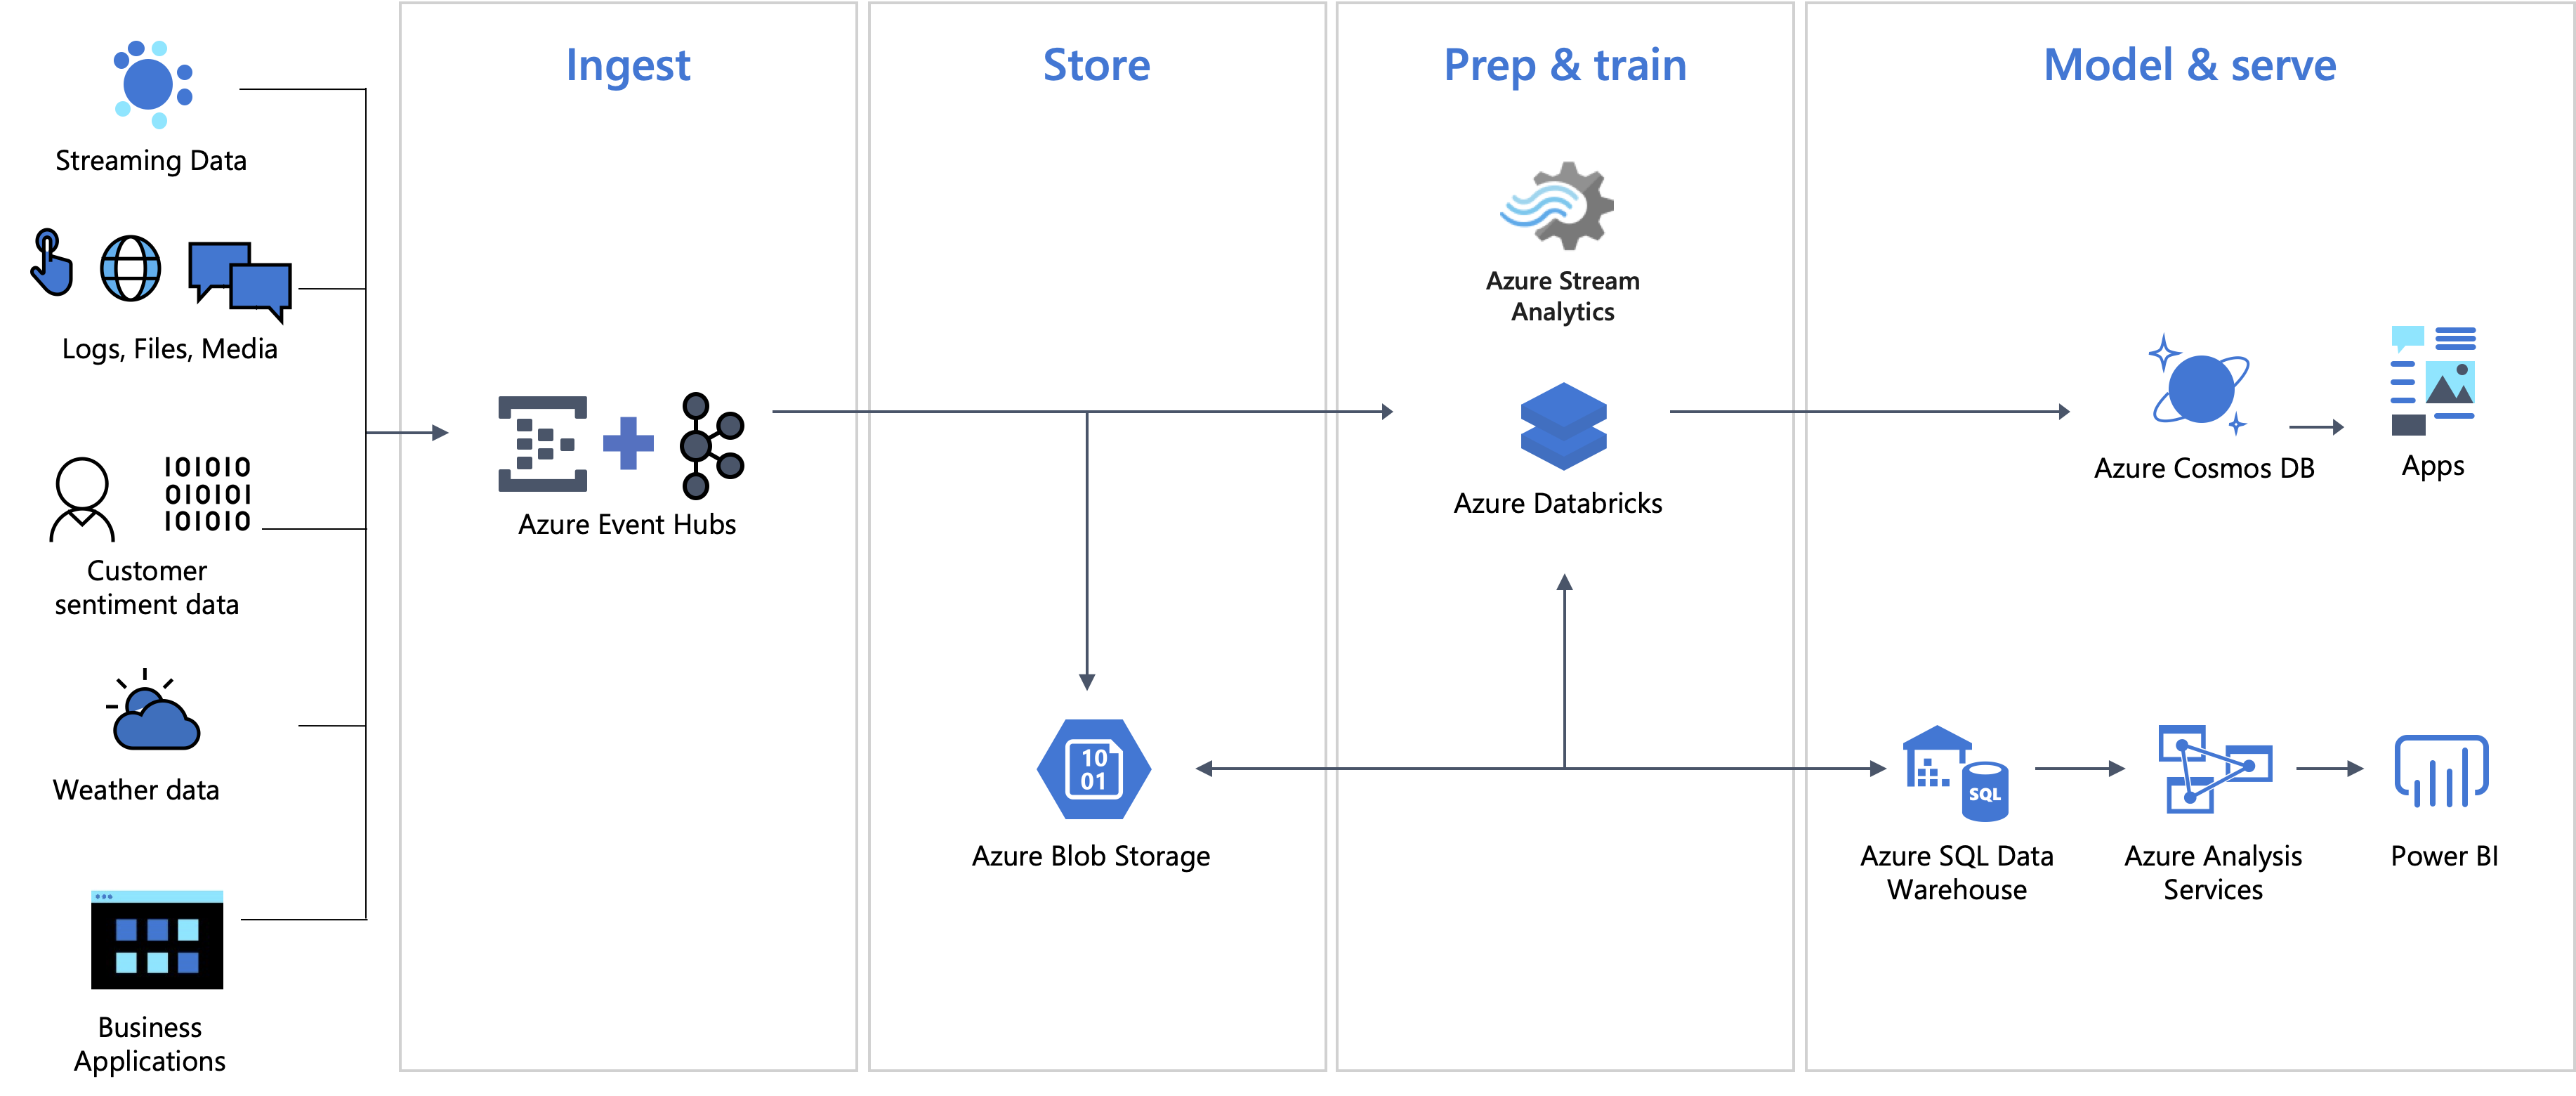 Ingest
Store
Prep & train
Model & serve
Streaming Data
Logs, Files, Media
Customer
sentiment data
101010
010101
101010
Weather data
Business
Applications
Azure Event Hubs
10
01
Azure Blob Storage
Azure Stream
Analytics
Azure Databricks
Azure Cosmos DB
Apps
SQL
Azure SQL Data
Warehouse
Azure Analysis
Services
Power BI